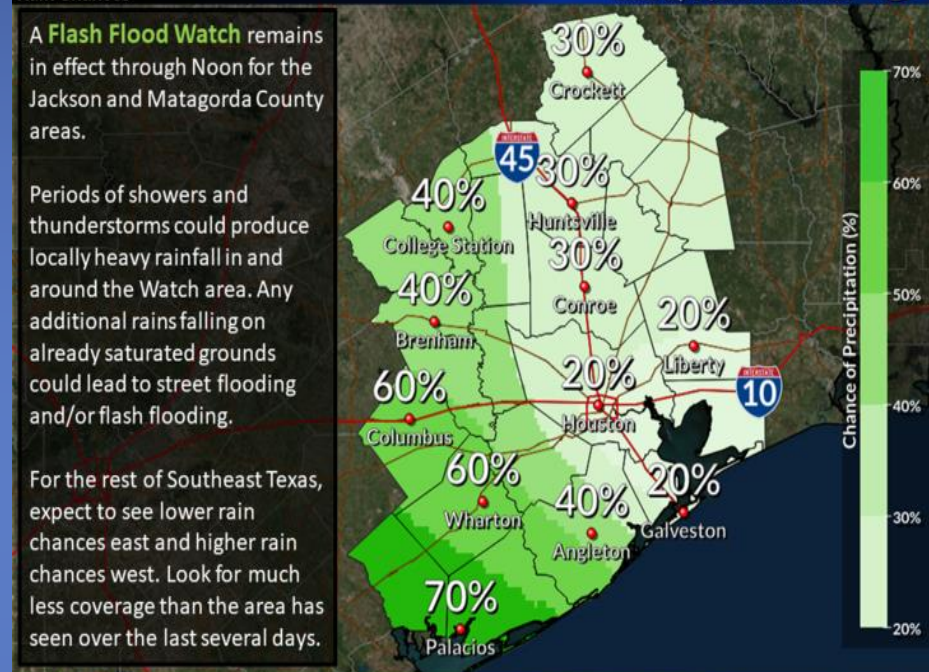 A Flash Flood Watch remains
in effect through Noon for the
Jackson and Matagorda County
areas.
Periods of showers and
thunderstorms could produce
locally heavy rainfall in and
around the Watch area. Any
additional rains falling on
already saturated grounds
could lead to street flooding
and/or flash flooding.
For the rest of Southeast Texas,
expect to see lower rain
chances east and higher rain
chances west. Look for much
less coverage than the area has
seen over the last several days.
30%
Crockett
INTERSTATE
45
30%
Huntsville
40%
College Station
30%
Conroe
40%
Brenham
20%
Liberty
INTERSTATE
10
20%
Houston
60%
Columbus
60%
Wharton
40%
Angleton
20%
Galveston
70%
Palacios
Chance of Precipitation (%)
70%
60%
50%
40%
30%
20%